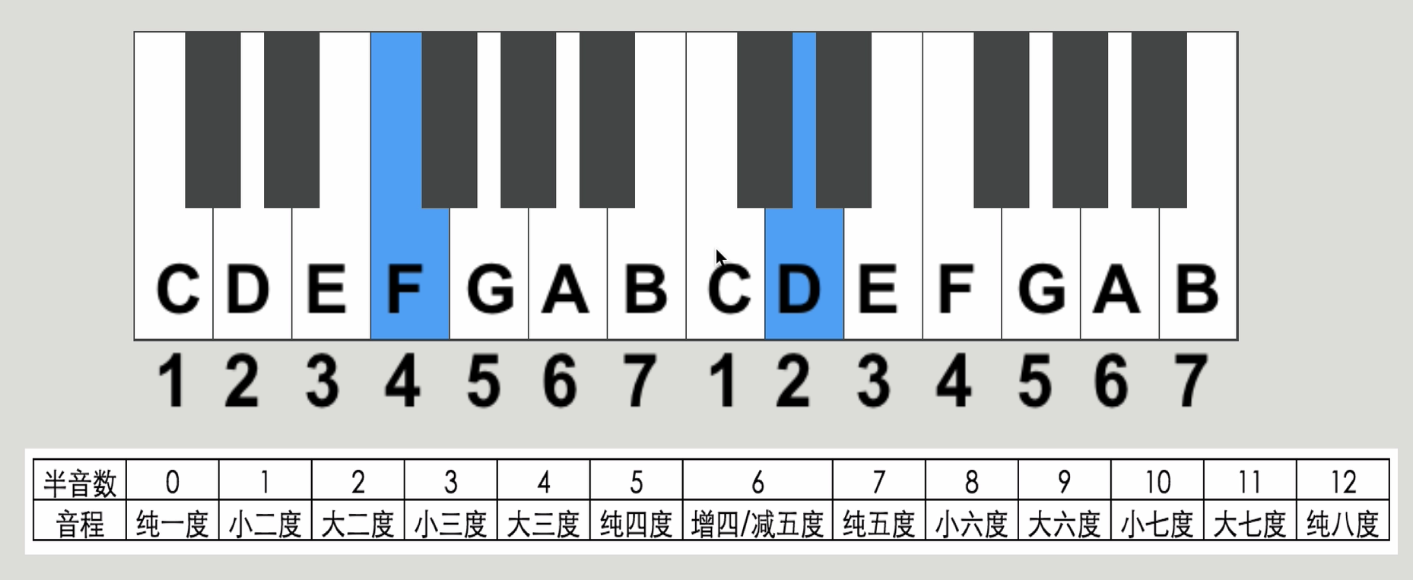 C D E F G A B C D E F G A B
1 2 3 4 5 6 7 1 2 3 4 5 6 7
半音数 0 1 2 3 4 5 6 7 8 9 10 11 12
音程 纯一度 小二度 大二度 小三度 大三度 纯四度 增四/减五度 纯五度 小六度 大六度 小七度 大七度 纯八度